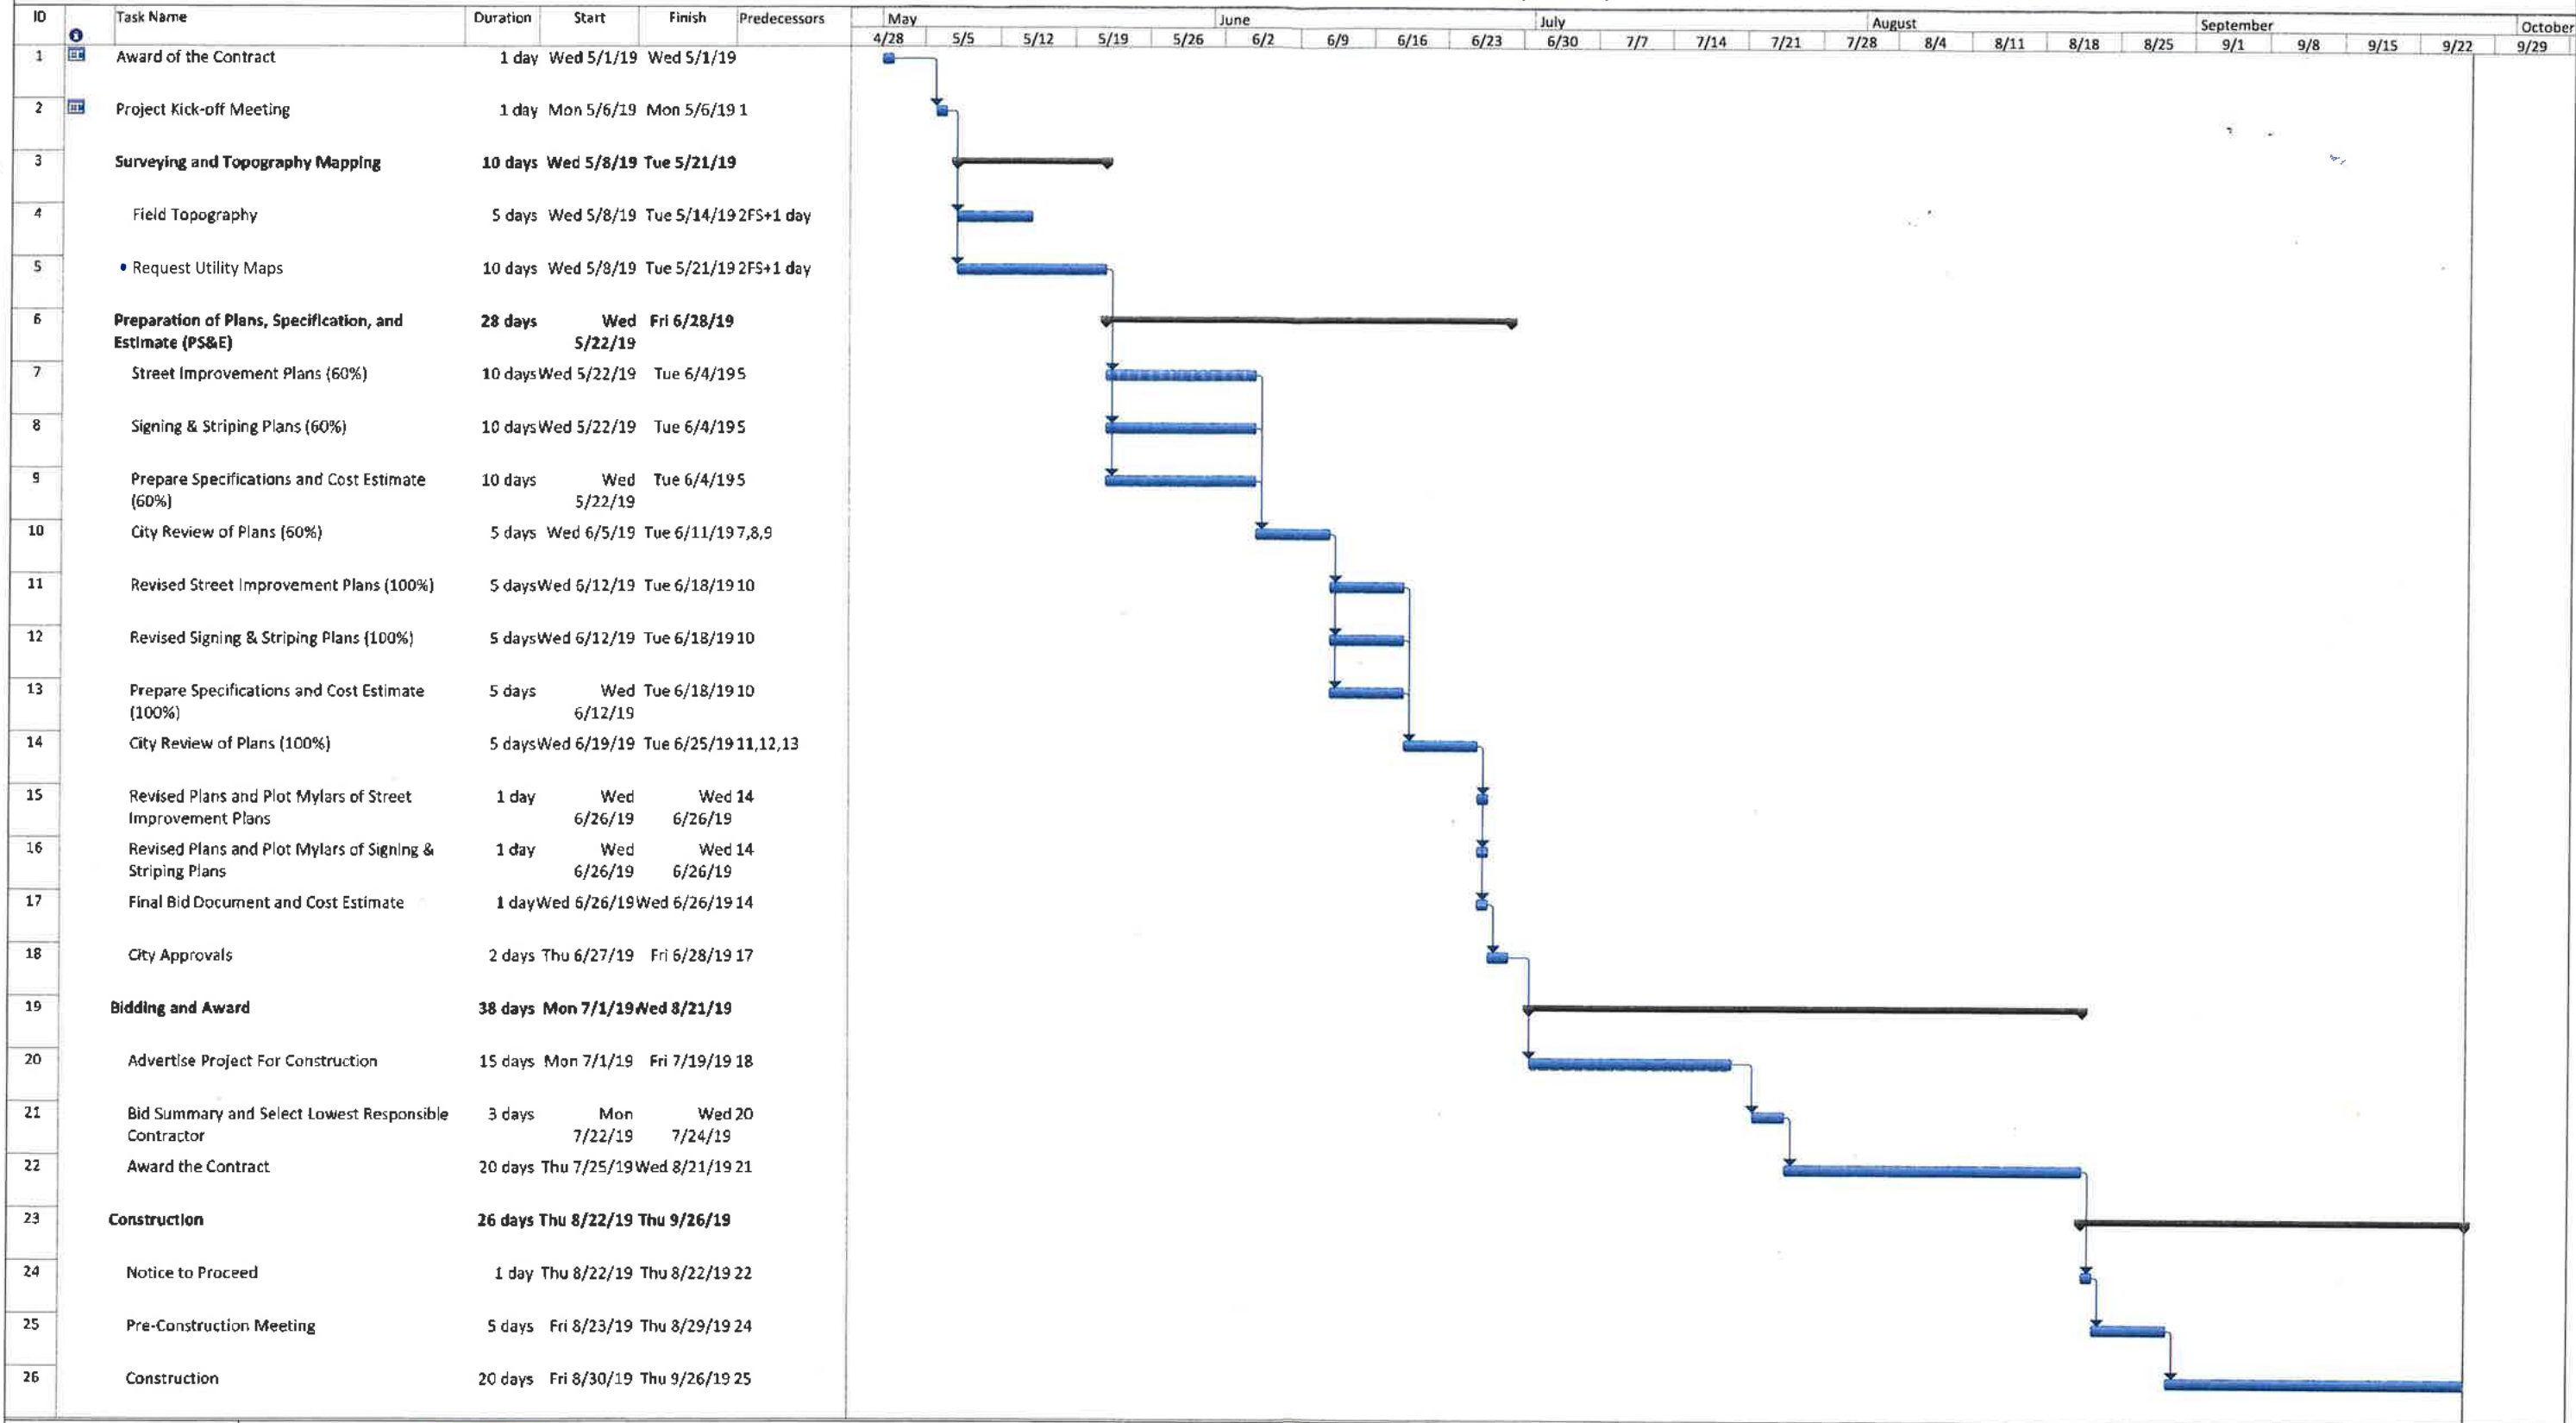 ID Task Name Duration Start Finish Predecessors May June July August September October
4/28 5/5 5/12 5/19 5/26 6/2 6/9 6/16 6/23 6/30 7/7 7/14 7/21 7/28 8/4 8/11 8/18 8/25 9/1 9/8 9/15 9/22 9/29
1 Award of the Contract 1 day Wed 5/1/19 Wed 5/1/19
2 Project Kick-off Meeting 1 day Mon 5/6/19 Mon 5/6/19 1
3 Surveying and Topography Mapping 10 days Wed 5/8/19 Tue 5/21/19
4 Field Topography 5 days Wed 5/8/19 Tue 5/14/19 2FS+1 day
5 • Request Utility Maps 10 days Wed 5/8/19 Tue 5/21/19 2FS+1 day
6 Preparation of Plans, Specification, and 28 days Wed Fri 6/28/19
Estimate (PS&E) 5/22/19
7 Street Improvement Plans (60%) 10 days Wed 5/22/19 Tue 6/4/19 5
8 Signing & Striping Plans (60%) 10 days Wed 5/22/19 Tue 6/4/19 5
9 Prepare Specifications and Cost Estimate 10 days Wed Tue 6/4/19 5
(60%) 5/22/19
10 City Review of Plans (60%) 5 days Wed 6/5/19 Tue 6/11/19 7,8,9
11 Revised Street Improvement Plans (100%) 5 days Wed 6/12/19 Tue 6/18/19 10
12 Revised Signing & Striping Plans (100%) 5 days Wed 6/12/19 Tue 6/18/19 10
13 Prepare Specifications and Cost Estimate 5 days Wed Tue 6/18/19 10
(100%) 6/12/19
14 City Review of Plans (100%) 5 days Wed 6/19/19 Tue 6/25/19 11,12,13
15 Revised Plans and Plot Mylars of Street 1 day Wed Wed 14
Improvement Plans 6/26/19 6/26/19
16 Revised Plans and Plot Mylars of Signing & 1 day Wed Wed 14
Striping Plans 6/26/19 6/26/19
17 Final Bid Document and Cost Estimate 1 day Wed 6/26/19 Wed 6/26/19 14
18 City Approvals 2 days Thu 6/27/19 Fri 6/28/19 17
19 Bidding and Award 38 days Mon 7/1/19 Wed 8/21/19
20 Advertise Project For Construction 15 days Mon 7/1/19 Fri 7/19/19 18
21 Bid Summary and Select Lowest Responsible 3 days Mon Wed 20
Contractor 7/22/19 7/24/19
22 Award the Contract 20 days Thu 7/25/19 Wed 8/21/19 21
23 Construction 26 days Thu 8/22/19 Thu 9/26/19
24 Notice to Proceed 1 day Thu 8/22/19 Thu 8/22/19 22
25 Pre-Construction Meeting 5 days Fri 8/23/19 Thu 8/29/19 24
26 Construction 20 days Fri 8/30/19 Thu 9/26/19 25